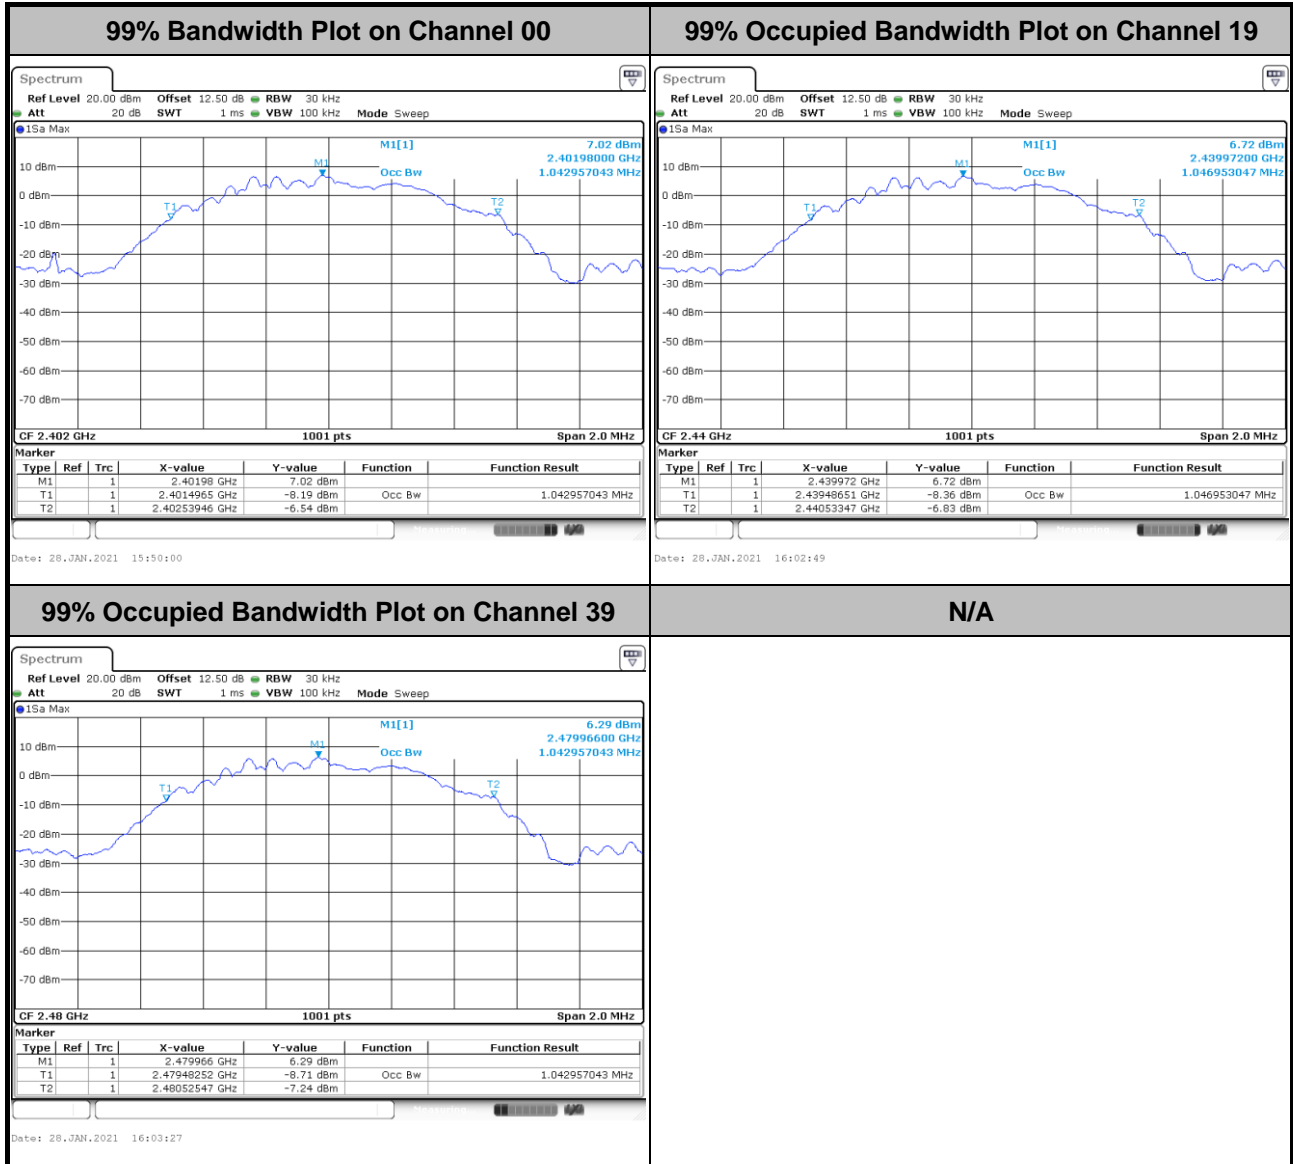 99% Bandwidth Plot on Channel 00
Spectrum
Ref Level 20.00 dBm Offset 12.50 dB RBW 30 kHz
Att 20 dB SWT 1 ms VBW 100 kHz Mode Sweep
1Sa Max
M1[1] 7.02 dBm
2.40198000 GHz
Occ Bw 1.042957043 MHz
M1
T1
T2
10 dBm
0 dBm
-10 dBm
-20 dBm
-30 dBm
-40 dBm
-50 dBm
-60 dBm
-70 dBm
CF 2.402 GHz 1001 pts Span 2.0 MHz
Marker
Type Ref Trc X-value Y-value Function Function Result
M1 1 2.40198 GHz 7.02 dBm
T1 1 2.4014965 GHz -8.19 dBm Occ Bw 1.042957043 MHz
T2 1 2.40253946 GHz -6.54 dBm
Measuring
Date: 28.JAN.2021 15:50:00
99% Occupied Bandwidth Plot on Channel 19
Spectrum
Ref Level 20.00 dBm Offset 12.50 dB RBW 30 kHz
Att 20 dB SWT 1 ms VBW 100 kHz Mode Sweep
1Sa Max
M1[1] 6.72 dBm
2.43997200 GHz
Occ Bw 1.046953047 MHz
M1
T1
T2
10 dBm
0 dBm
-10 dBm
-20 dBm
-30 dBm
-40 dBm
-50 dBm
-60 dBm
-70 dBm
CF 2.44 GHz 1001 pts Span 2.0 MHz
Marker
Type Ref Trc X-value Y-value Function Function Result
M1 1 2.439972 GHz 6.72 dBm
T1 1 2.43948651 GHz -8.36 dBm Occ Bw 1.046953047 MHz
T2 1 2.44053347 GHz -6.83 dBm
Measuring
Date: 28.JAN.2021 16:02:49
99% Occupied Bandwidth Plot on Channel 39
Spectrum
Ref Level 20.00 dBm Offset 12.50 dB RBW 30 kHz
Att 20 dB SWT 1 ms VBW 100 kHz Mode Sweep
1Sa Max
M1[1] 6.29 dBm
2.47996600 GHz
Occ Bw 1.042957043 MHz
M1
T1
T2
10 dBm
0 dBm
-10 dBm
-20 dBm
-30 dBm
-40 dBm
-50 dBm
-60 dBm
-70 dBm
CF 2.48 GHz 1001 pts Span 2.0 MHz
Marker
Type Ref Trc X-value Y-value Function Function Result
M1 1 2.479966 GHz 6.29 dBm
T1 1 2.47948252 GHz -8.71 dBm Occ Bw 1.042957043 MHz
T2 1 2.48052547 GHz -7.24 dBm
Measuring
Date: 28.JAN.2021 16:03:27
N/A